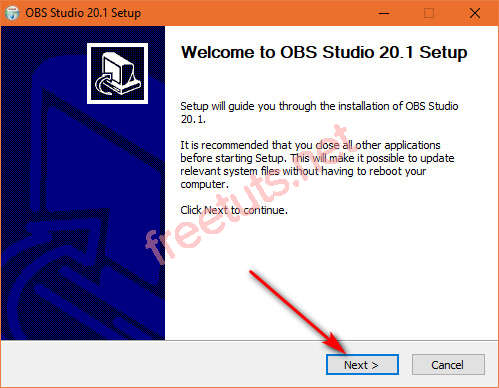 OBS Studio 20.1 Setup
Welcome to OBS Studio 20.1 Setup
Setup will guide you through the installation of OBS Studio
20.1.
It is recommended that you close all other applications
before starting Setup. This will make it possible to update
relevant system files without having to reboot your
computer.
Click Next to continue.
freetuts.net
Next >
Cancel